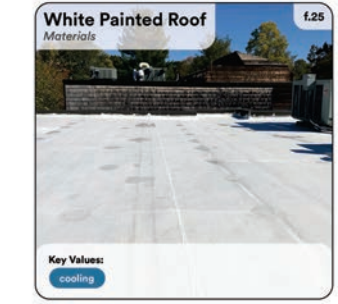 White Painted Roof
f.25
Materials
Key Values:
cooling